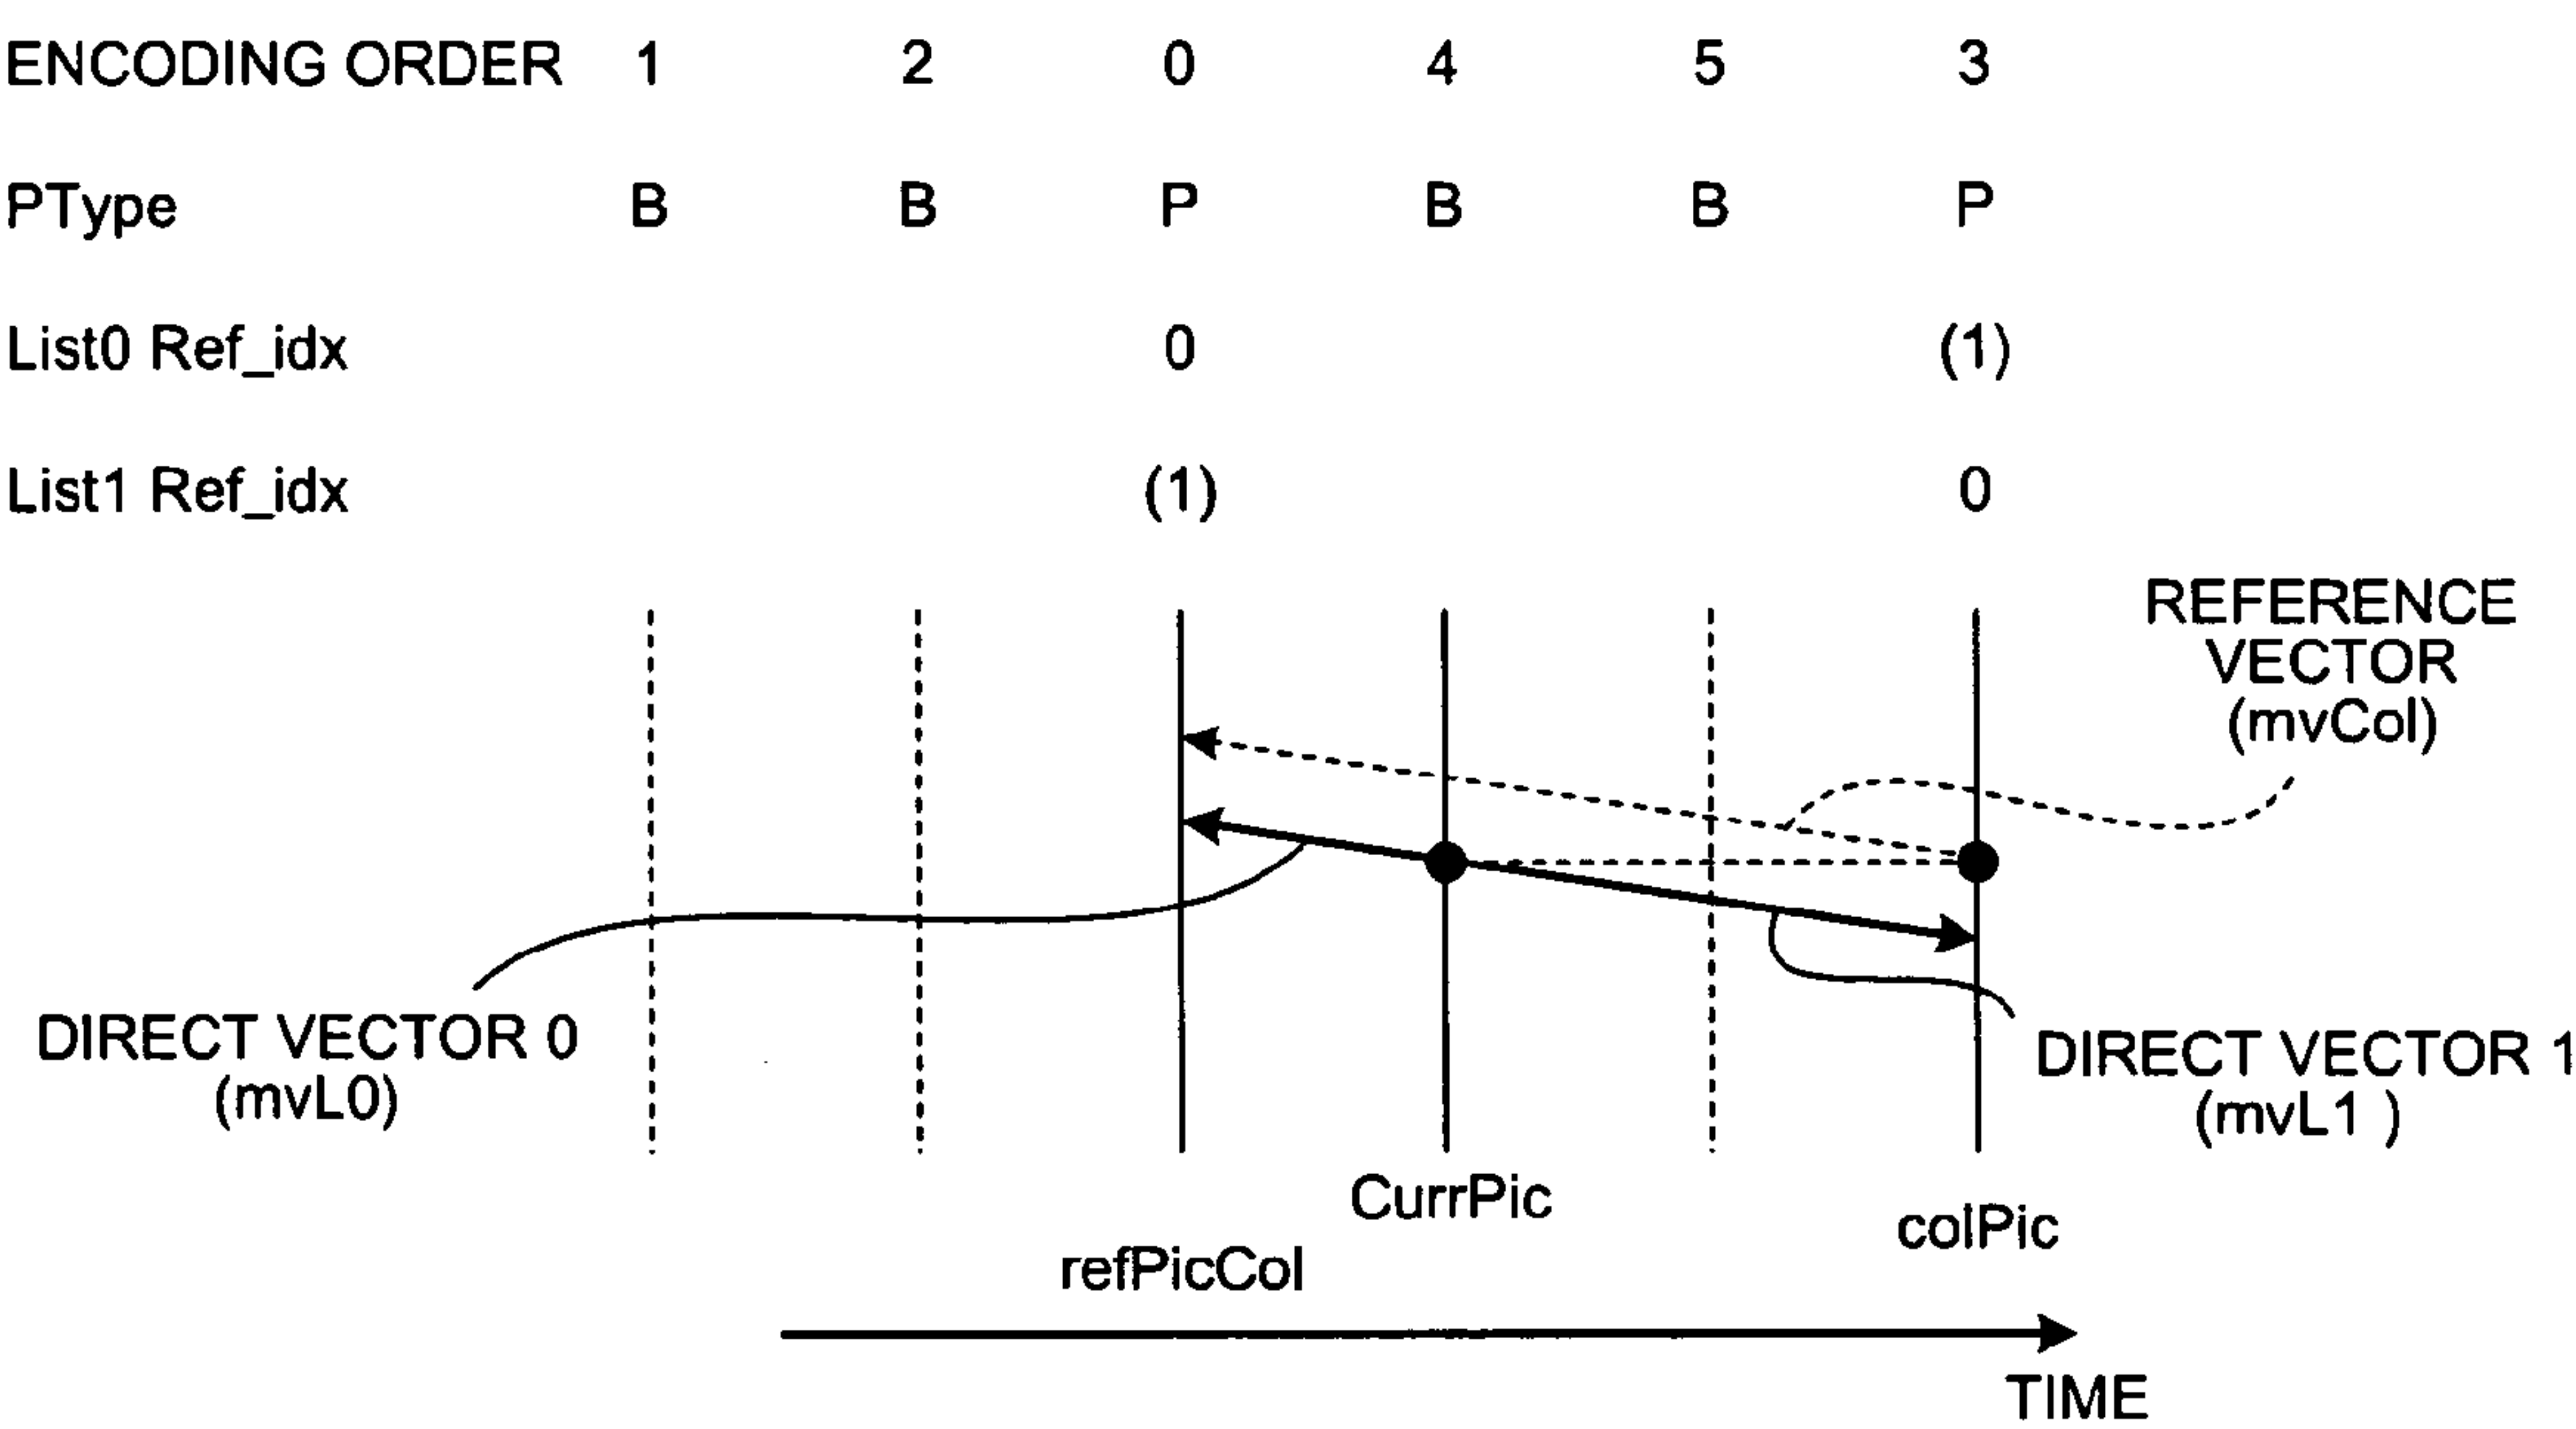 ENCODING ORDER 1 2 0 4 5 3
PType B B P B B P
List0 Ref_idx 0 (1)
List1 Ref_idx (1) 0
REFERENCE
VECTOR
(mvCol)
DIRECT VECTOR 0
(mvL0)
DIRECT VECTOR 1
(mvL1 )
CurrPic
colPic
refPicCol
TIME